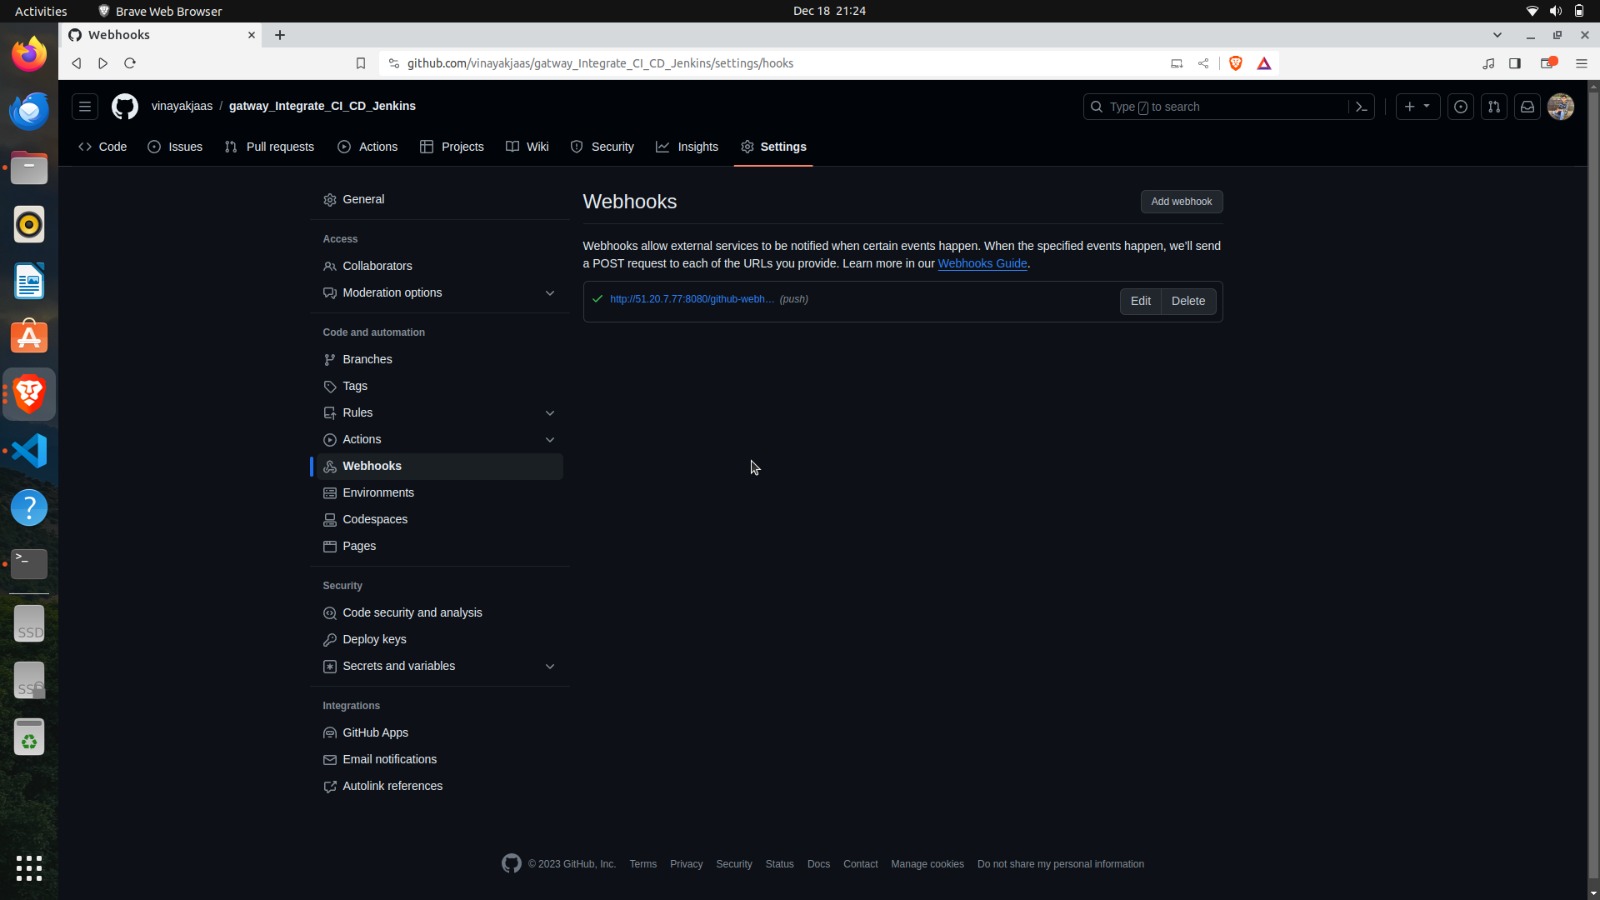 Activities
Brave Web Browser
Dec 18 21:24
Webhooks
github.com/vinayakjaas/gatway_Integrate_CI_CD_Jenkins/settings/hooks
vinayakjaas / gatway_Integrate_CI_CD_Jenkins
Type / to search
Code
Issues
Pull requests
Actions
Projects
Wiki
Security
Insights
Settings
General
Access
Collaborators
Moderation options
Code and automation
Branches
Tags
Rules
Actions
Webhooks
Environments
Codespaces
Pages
Security
Code security and analysis
Deploy keys
Secrets and variables
Integrations
GitHub Apps
Email notifications
Autolink references
Webhooks
Add webhook
Webhooks allow external services to be notified when certain events happen. When the specified events happen, we'll send
a POST request to each of the URLs you provide. Learn more in our Webhooks Guide.
http://51.20.7.77:8080/github-webh… (push)
Edit
Delete
SSD
SSD
© 2023 GitHub, Inc.
Terms
Privacy
Security
Status
Docs
Contact
Manage cookies
Do not share my personal information